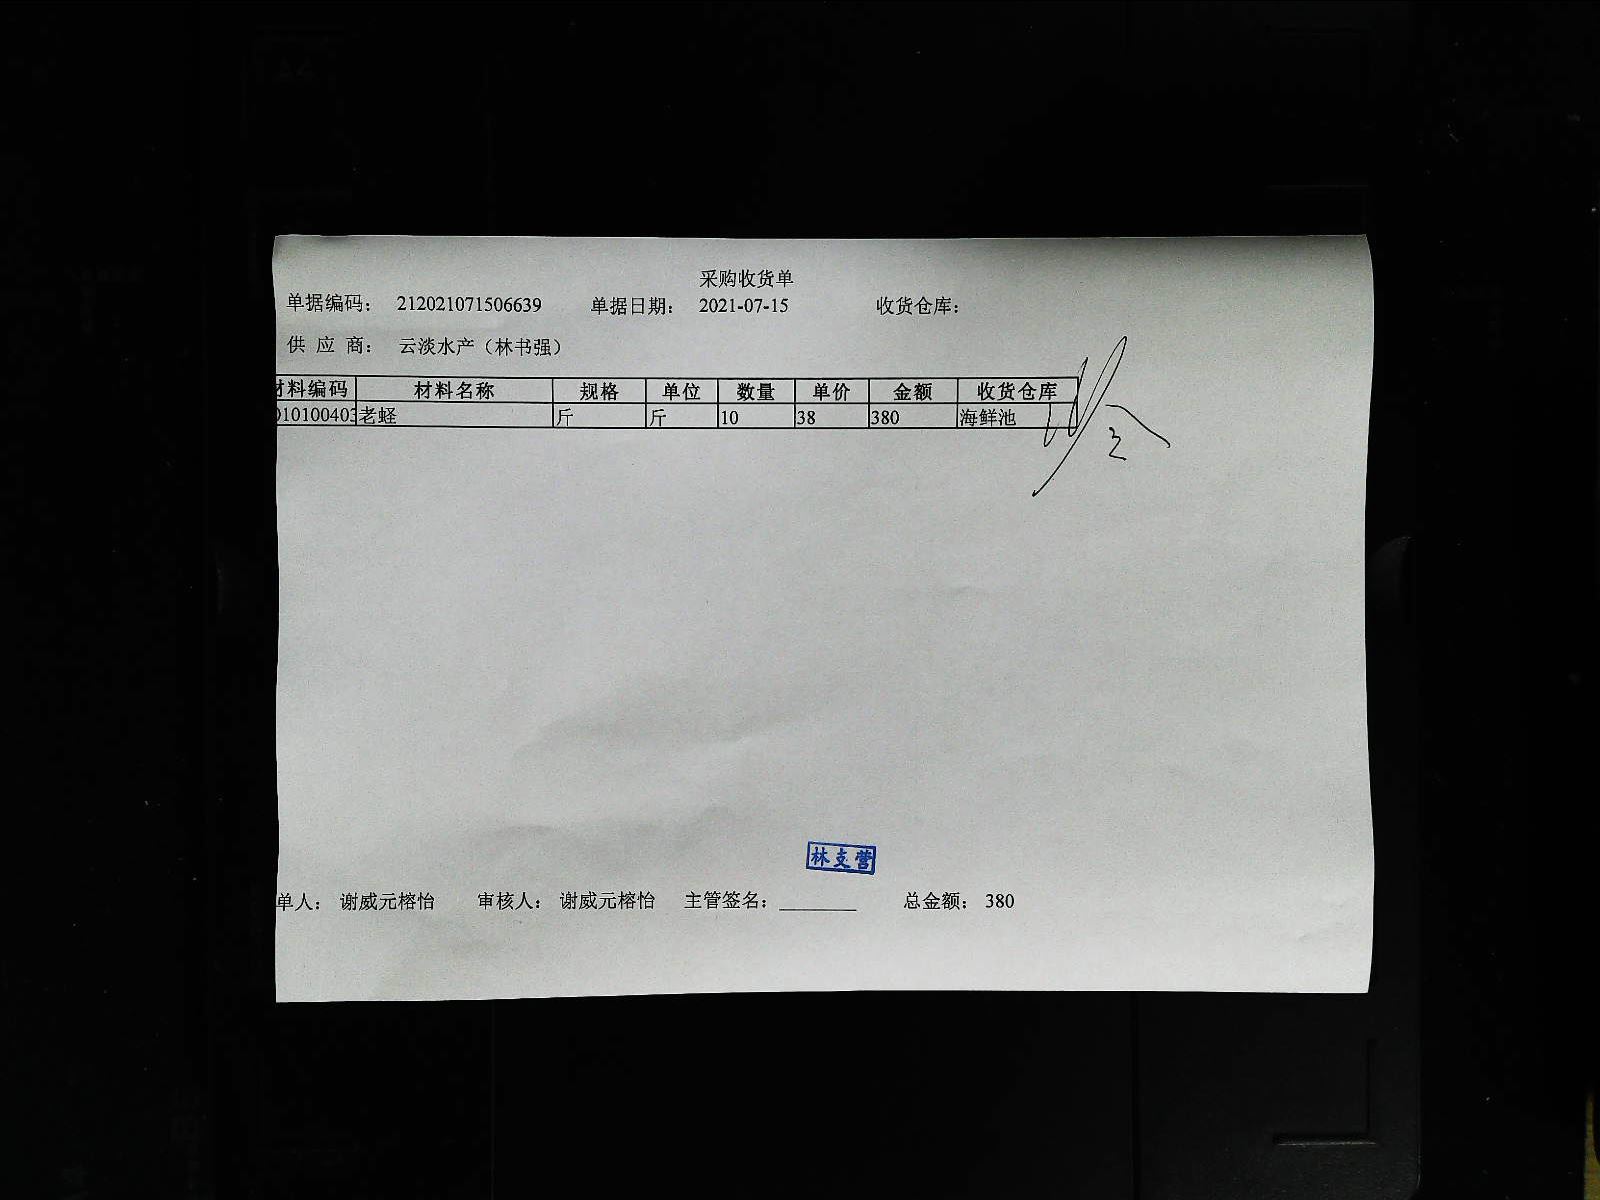 采购收货单
单据编码： 212021071506639 单据日期： 2021-07-15 收货仓库：
供 应 商： 云淡水产（林书强）
材料编码 材料名称 规格 单位 数量 单价 金额 收货仓库
010100403 老蛏 斤 斤 10 38 380 海鲜池
林支营
单人： 谢威元榕怡 审核人： 谢威元榕怡 主管签名：________ 总金额： 380